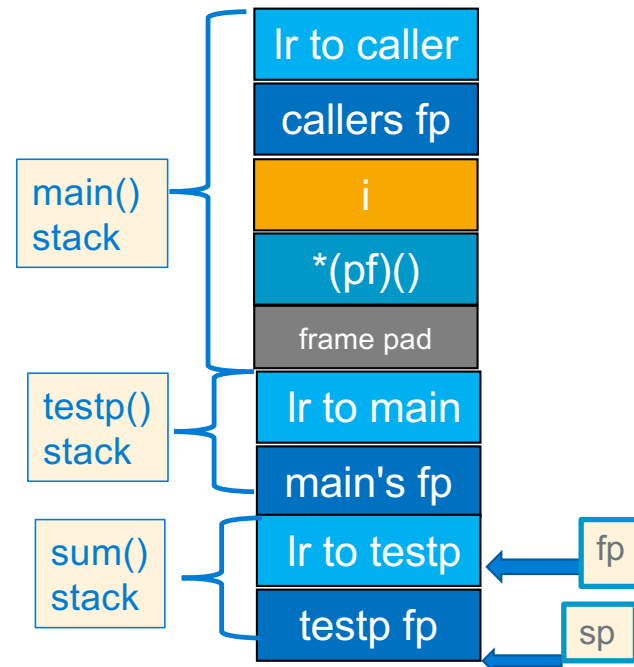 lr to caller
callers fp
main()
stack
i
*(pf)()
frame pad
testp()
stack
lr to main
main's fp
sum()
stack
lr to testp
fp
testp fp
sp